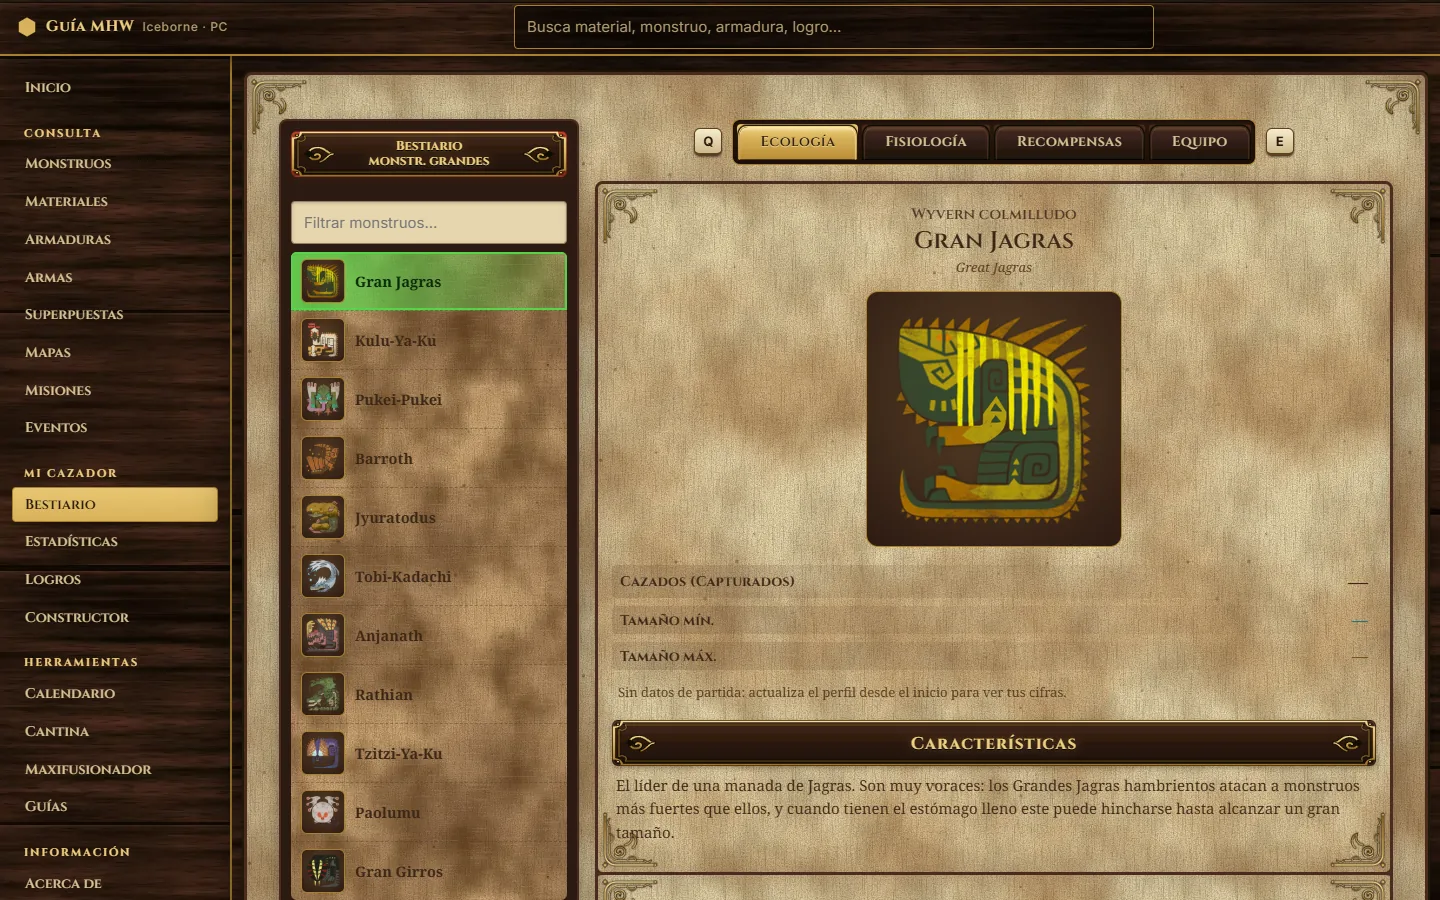 Guía MHW Iceborne · PC
Busca material, monstruo, armadura, logro...
Inicio
CONSULTA
Monstruos
Materiales
Armaduras
Armas
Superpuestas
Mapas
Misiones
Eventos
MI CAZADOR
Bestiario
Estadísticas
Logros
Constructor
HERRAMIENTAS
Calendario
Cantina
Maxifusionador
Guías
INFORMACIÓN
Acerca de
Bestiario
Monstr. grandes
Filtrar monstruos...
Gran Jagras
Kulu-Ya-Ku
Pukei-Pukei
Barroth
Jyuratodus
Tobi-Kadachi
Anjanath
Rathian
Tzitzi-Ya-Ku
Paolumu
Gran Girros
Q Ecología Fisiología Recompensas Equipo E
Wyvern colmilludo
Gran Jagras
Great Jagras
Cazados (Capturados) —
Tamaño mín. —
Tamaño máx. —
Sin datos de partida: actualiza el perfil desde el inicio para ver tus cifras.
Características
El líder de una manada de Jagras. Son muy voraces: los Grandes Jagras hambrientos atacan a monstruos
más fuertes que ellos, y cuando tienen el estómago lleno este puede hincharse hasta alcanzar un gran
tamaño.